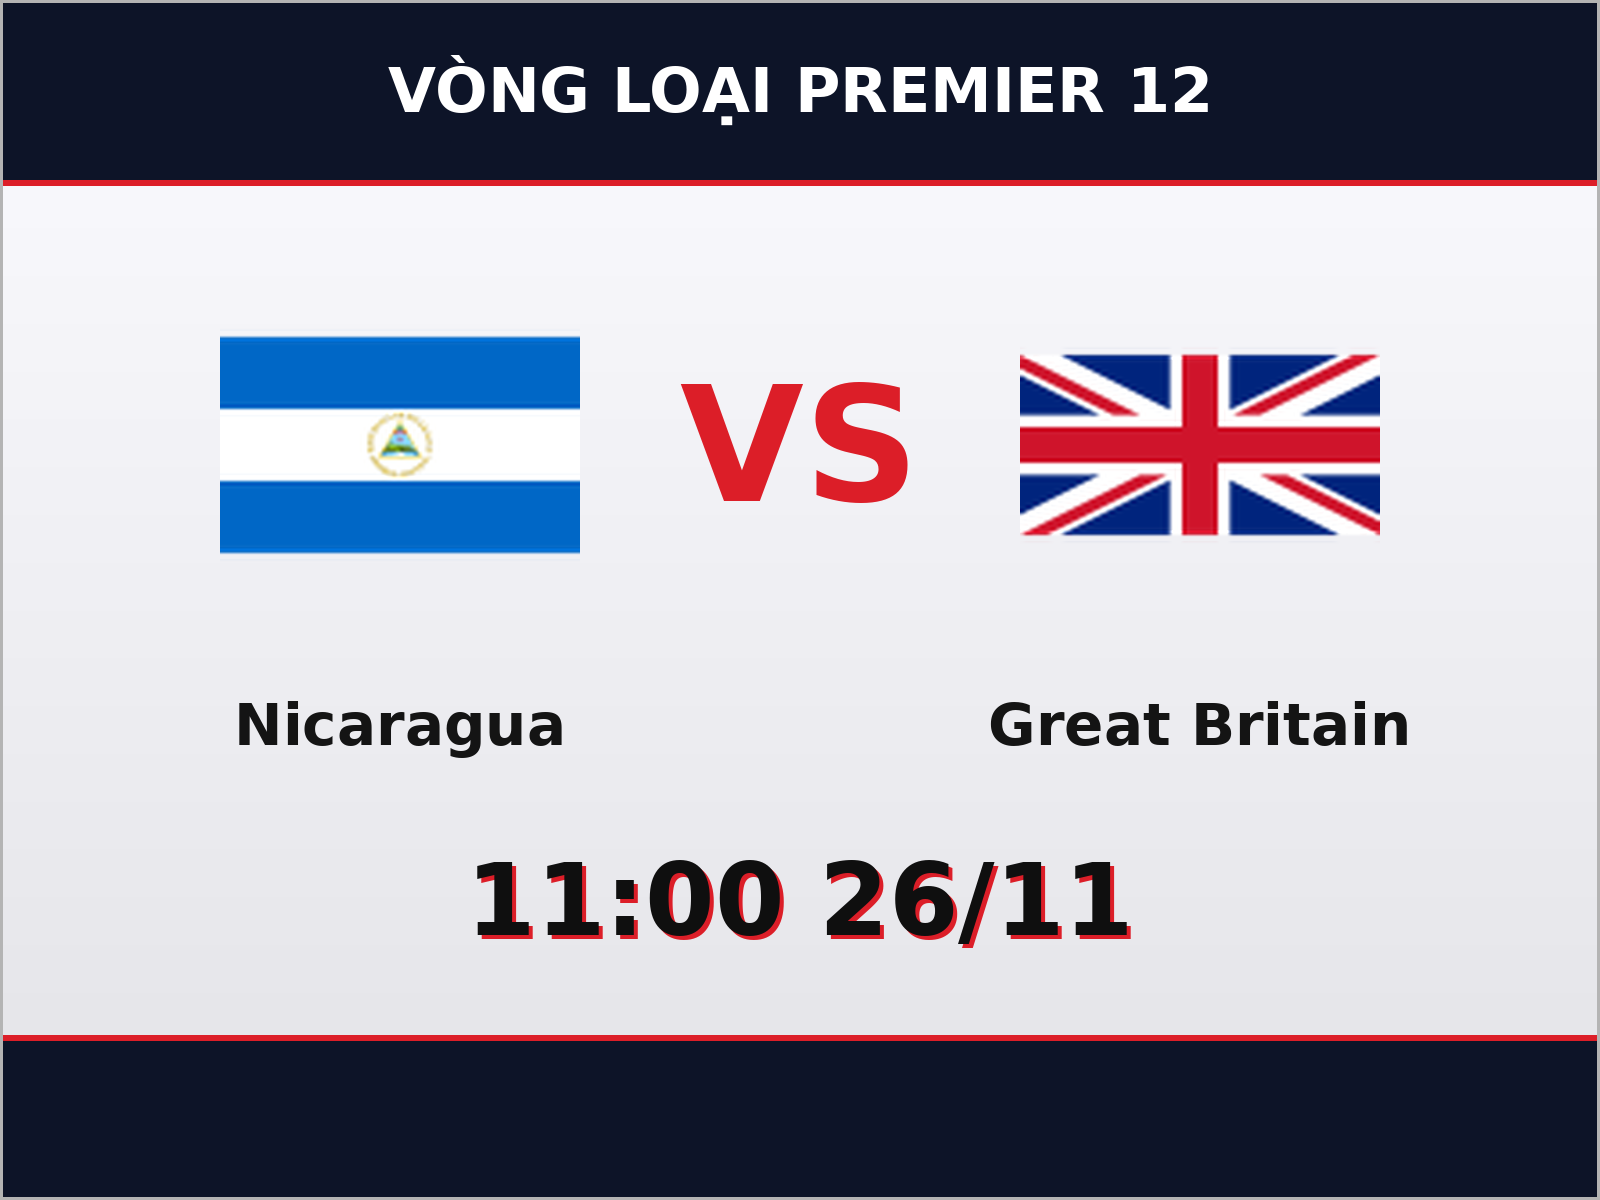 VÒNG LOẠI PREMIER 12
VS
Nicaragua
Great Britain
11:00 26/11